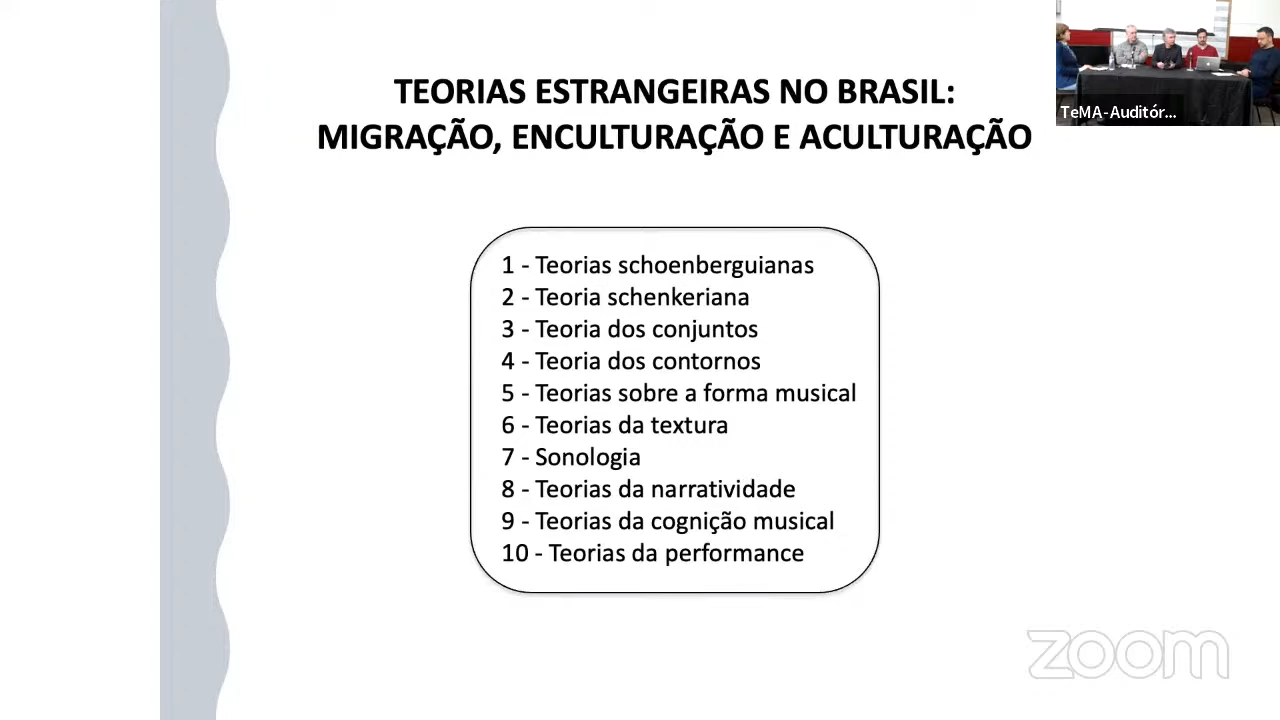 TEORIAS ESTRANGEIRAS NO BRASIL:
MIGRAÇÃO, ENCULTURAÇÃO E ACULTURAÇÃO
TeMA-Auditór...
1 - Teorias schoenberguianas
2 - Teoria schenkeriana
3 - Teoria dos conjuntos
4 - Teoria dos contornos
5 - Teorias sobre a forma musical
6 - Teorias da textura
7 - Sonologia
8 - Teorias da narratividade
9 - Teorias da cognição musical
10 - Teorias da performance
zoom